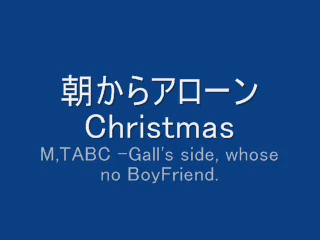 朝からアローン
Christmas
M,TABC -Gall's side, whose
no BoyFriend.